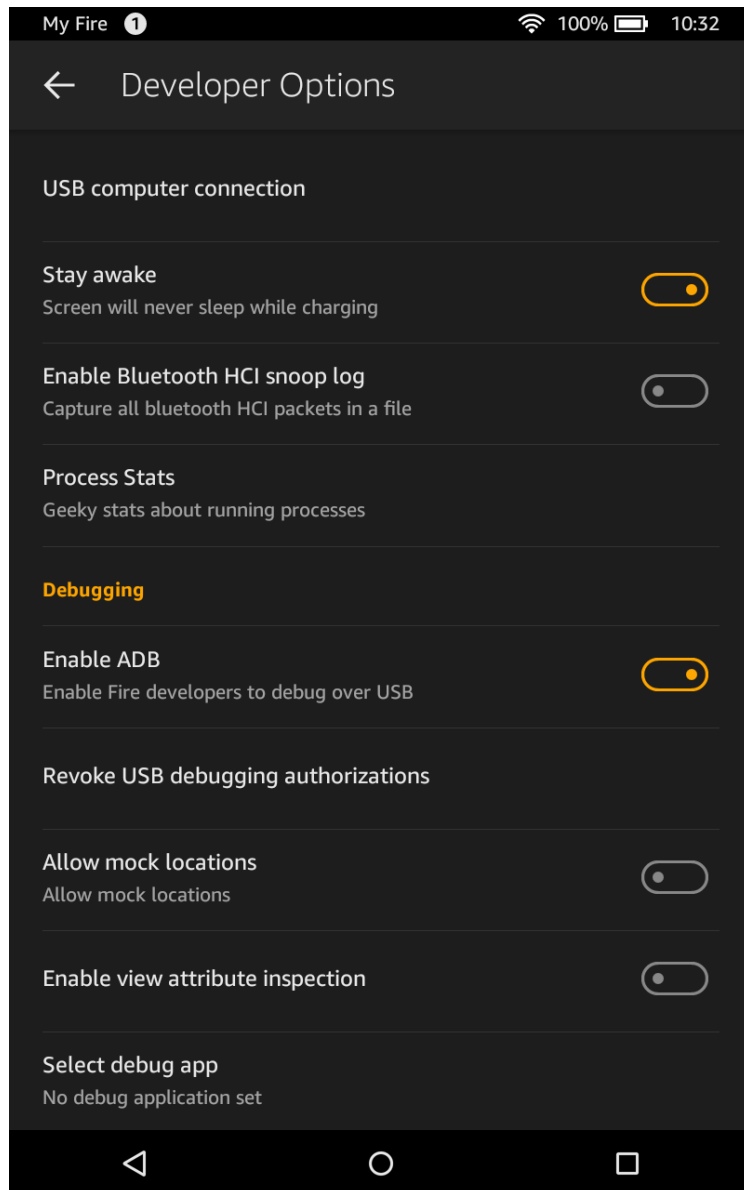 My Fire 1 100% 10:32
Developer Options
USB computer connection
Stay awake
Screen will never sleep while charging
Enable Bluetooth HCI snoop log
Capture all bluetooth HCI packets in a file
Process Stats
Geeky stats about running processes
Debugging
Enable ADB
Enable Fire developers to debug over USB
Revoke USB debugging authorizations
Allow mock locations
Allow mock locations
Enable view attribute inspection
Select debug app
No debug application set